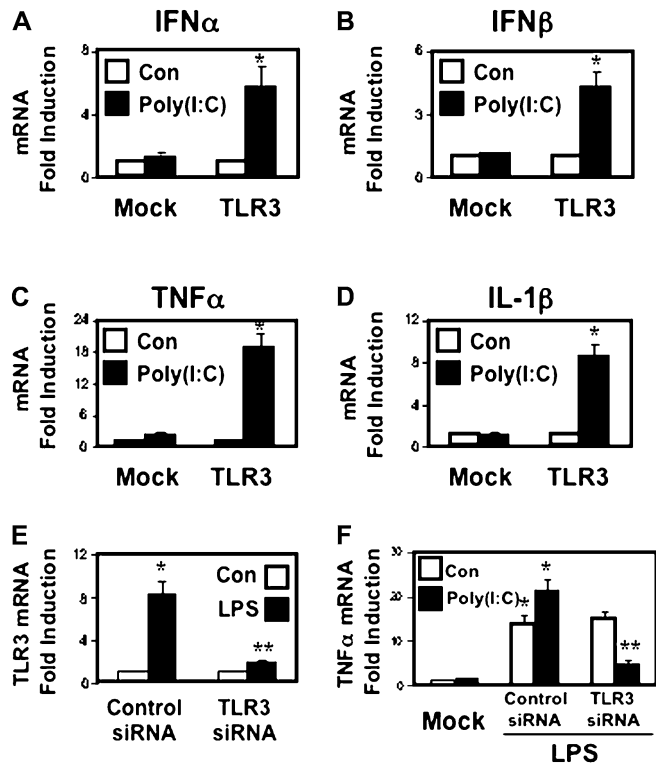 A IFNα
mRNA
Fold Induction
8
4
0
Con
Poly(I:C)
*
Mock TLR3
B IFNβ
mRNA
Fold Induction
6
3
0
Con
Poly(I:C)
*
Mock TLR3
C TNFα
mRNA
Fold Induction
24
18
12
6
0
Con
Poly(I:C)
*
Mock TLR3
D IL-1β
mRNA
Fold Induction
12
8
4
0
Con
Poly(I:C)
*
Mock TLR3
E
TLR3 mRNA
Fold Induction
12
8
4
0
Con
LPS
*
**
Control TLR3
siRNA siRNA
F
TNFα mRNA
Fold Induction
30
20
10
0
Con
Poly(I:C)
*
*
**
Mock
Control TLR3
siRNA siRNA
LPS